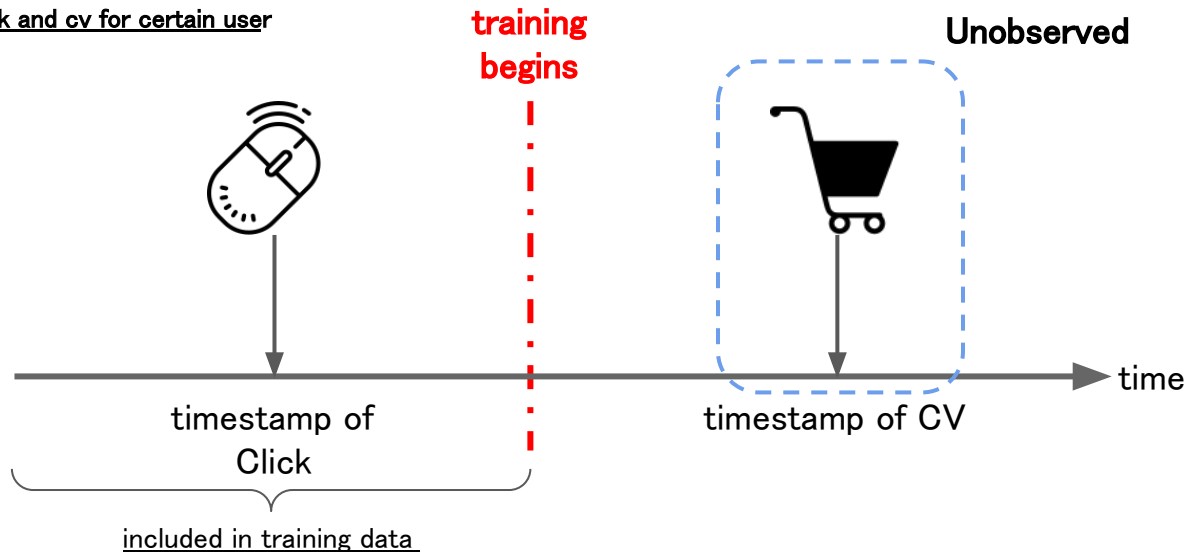 k and cv for certain user
training
begins
Unobserved
time
timestamp of
Click
timestamp of CV
included in training data